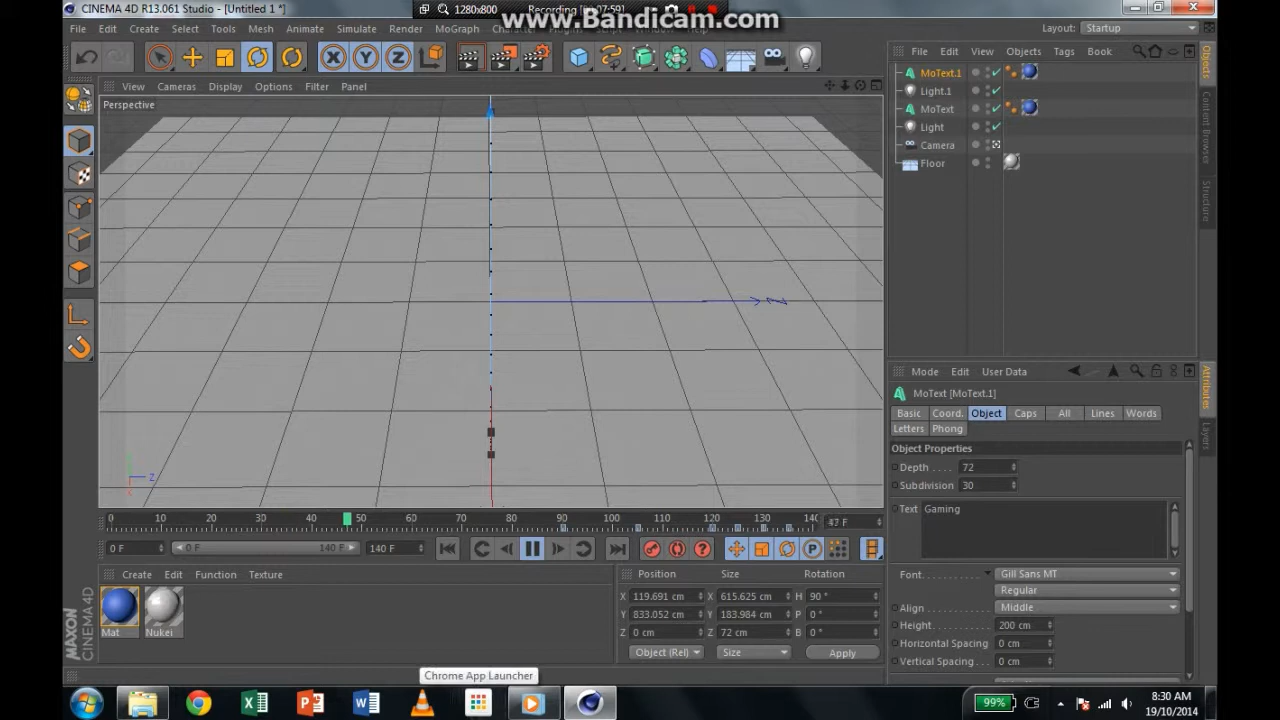 CINEMA 4D R13.061 Studio - [Untitled 1 *]
1280x800
www.Bandicam.com
File Edit Create Select Tools Mesh Animate Simulate Render MoGraph
Layout: Startup
File Edit View Objects Tags Book
View Cameras Display Options Filter Panel
Perspective
MoText.1
Light.1
MoText
Light
Camera
Floor
Objects
Content Browser
Structure
X Y Z
Z
Mode Edit User Data
MoText [MoText.1]
Basic Coord. Object Caps All Lines Words
Letters Phong
Object Properties
Depth 72
Subdivision 30
Text Gaming
Font Gill Sans MT
Regular
Align Middle
Height 200 cm
Horizontal Spacing 0 cm
Vertical Spacing 0 cm
Attributes
Layers
0 10 20 30 40 50 60 70 80 90 100 110 120 130 140
47 F
0 F 0 F 140 F 140 F
Create Edit Function Texture
Mat Nukei
MAXON CINEMA 4D
Position Size Rotation
X 119.691 cm X 615.625 cm H 90 °
Y 833.052 cm Y 183.984 cm P 0 °
Z 0 cm Z 72 cm B 0 °
Object (Rel) Size Apply
Chrome App Launcher
99%
8:30 AM
19/10/2014